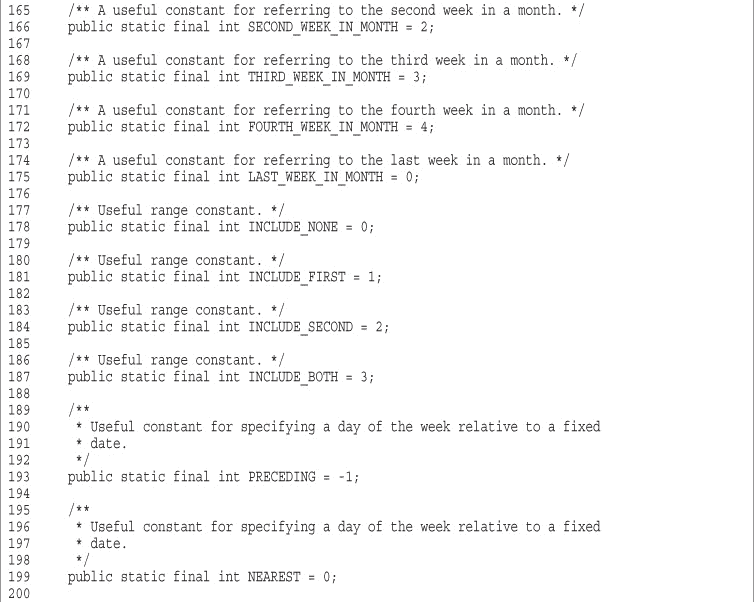 165     /** A useful constant for referring to the second week in a month. */
166     public static final int SECOND_WEEK_IN_MONTH = 2;
167
168     /** A useful constant for referring to the third week in a month. */
169     public static final int THIRD_WEEK_IN_MONTH = 3;
170
171     /** A useful constant for referring to the fourth week in a month. */
172     public static final int FOURTH_WEEK_IN_MONTH = 4;
173
174     /** A useful constant for referring to the last week in a month. */
175     public static final int LAST_WEEK_IN_MONTH = 0;
176
177     /** Useful range constant. */
178     public static final int INCLUDE_NONE = 0;
179
180     /** Useful range constant. */
181     public static final int INCLUDE_FIRST = 1;
182
183     /** Useful range constant. */
184     public static final int INCLUDE_SECOND = 2;
185
186     /** Useful range constant. */
187     public static final int INCLUDE_BOTH = 3;
188
189     /**
190      * Useful constant for specifying a day of the week relative to a fixed
191      * date.
192      */
193     public static final int PRECEDING = -1;
194
195     /**
196      * Useful constant for specifying a day of the week relative to a fixed
197      * date.
198      */
199     public static final int NEAREST = 0;
200